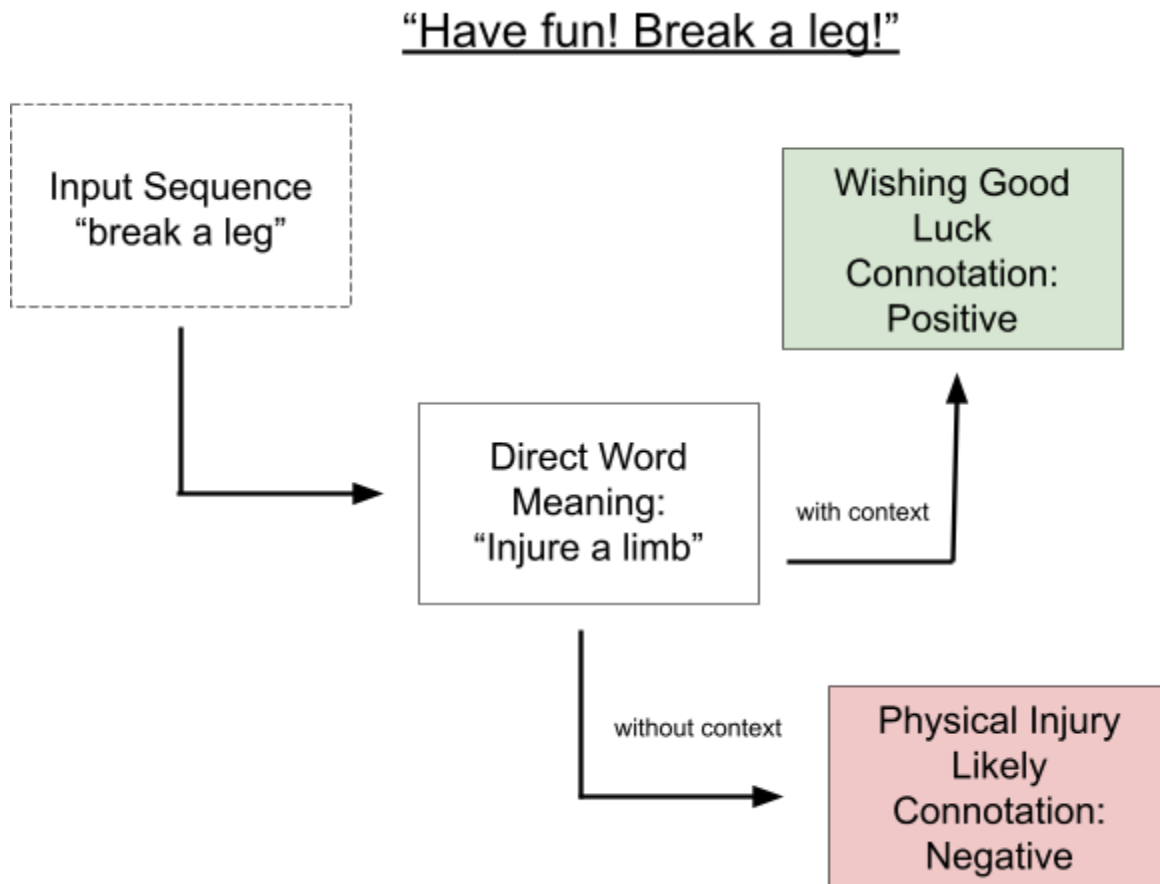 “Have fun! Break a leg!”
Input Sequence
“break a leg”
Wishing Good
Luck
Connotation:
Positive
Direct Word
Meaning:
“Injure a limb”
with context
without context
Physical Injury
Likely
Connotation:
Negative